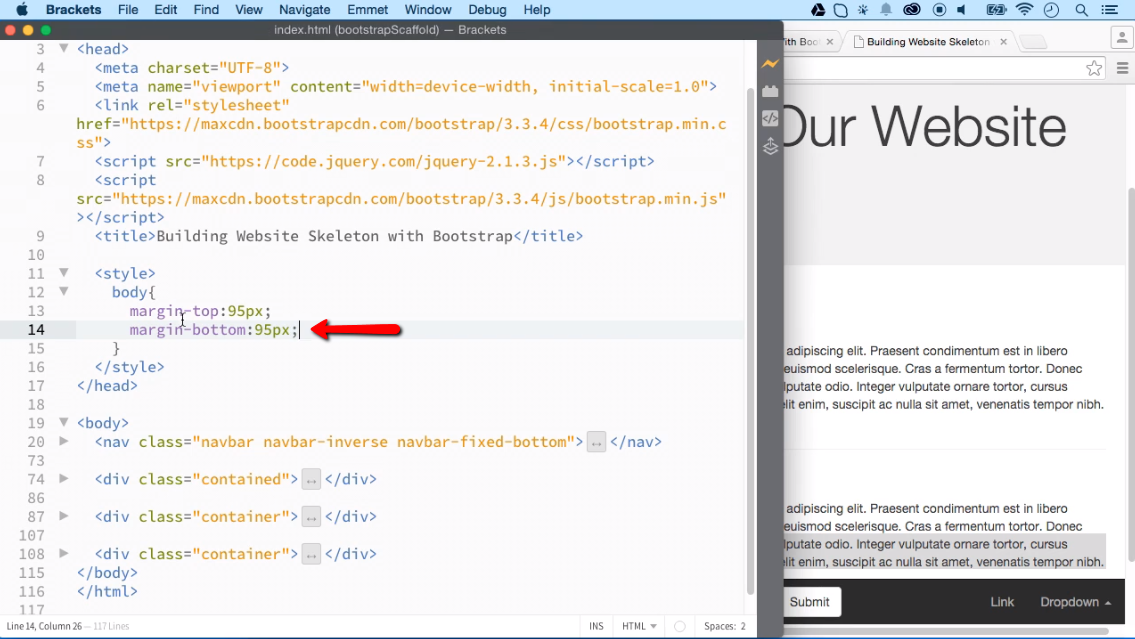 Brackets File Edit Find View Navigate Emmet Window Debug Help
index.html (bootstrapScaffold) — Brackets
3 <head>
4 <meta charset="UTF-8">
5 <meta name="viewport" content="width=device-width, initial-scale=1.0">
6 <link rel="stylesheet"
href="https://maxcdn.bootstrapcdn.com/bootstrap/3.3.4/css/bootstrap.min.c
ss">
7 <script src="https://code.jquery.com/jquery-2.1.3.js"></script>
8 <script
src="https://maxcdn.bootstrapcdn.com/bootstrap/3.3.4/js/bootstrap.min.js"
></script>
9 <title>Building Website Skeleton with Bootstrap</title>
10
11 <style>
12 body{
13 margin-top:95px;
14 margin-bottom:95px;
15 }
16 </style>
17 </head>
18
19 <body>
20 <nav class="navbar navbar-inverse navbar-fixed-bottom"> </nav>
73
74 <div class="contained"> </div>
86
87 <div class="container"> </div>
107
108 <div class="container"> </div>
115 </body>
116 </html>
117
Line 14, Column 26 — 117 Lines
INS HTML Spaces: 2
With Boo
Building Website Skeleton
Our Website
adipiscing elit. Praesent condimentum est in libero
euismod scelerisque. Cras a fermentum tortor. Donec
lputate odio. Integer vulputate ornare tortor, cursus
elit enim, suscipit ac nulla sit amet, venenatis tempor nibh.
adipiscing elit. Praesent condimentum est in libero
euismod scelerisque. Cras a fermentum tortor. Donec
lputate odio. Integer vulputate ornare tortor, cursus
elit enim, suscipit ac nulla sit amet, venenatis tempor nibh.
Submit Link Dropdown